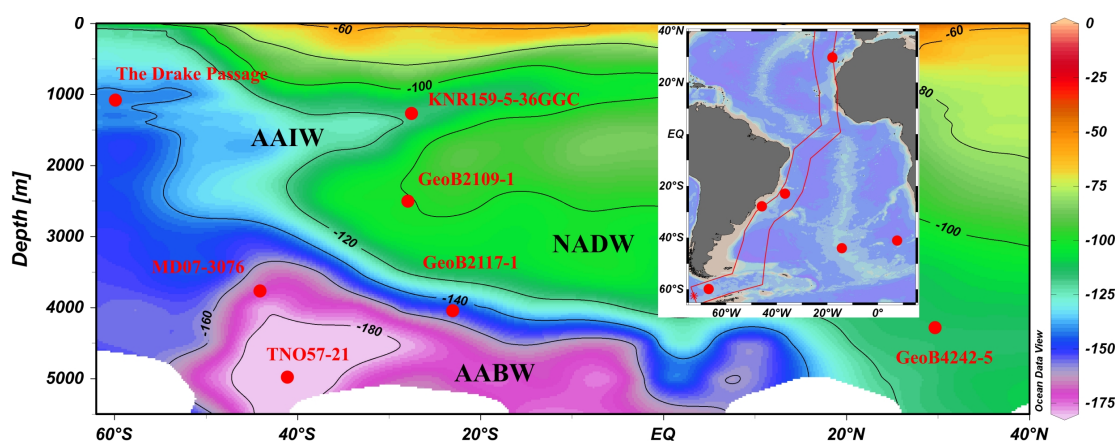 0
1000
2000
3000
4000
5000
Depth [m]
60°S
40°S
20°S
EQ
20°N
40°N
-60
-100
-120
-140
-160
-180
-60
-80
-100
The Drake Passage
KNR159-5-36GGC
AAIW
GeoB2109-1
NADW
GeoB2117-1
MD07-3076
TNO57-21
AABW
GeoB4242-5
40°N
20°N
EQ
20°S
40°S
60°S
60°W
40°W
20°W
0°
0
-25
-50
-75
-100
-125
-150
-175
Ocean Data View